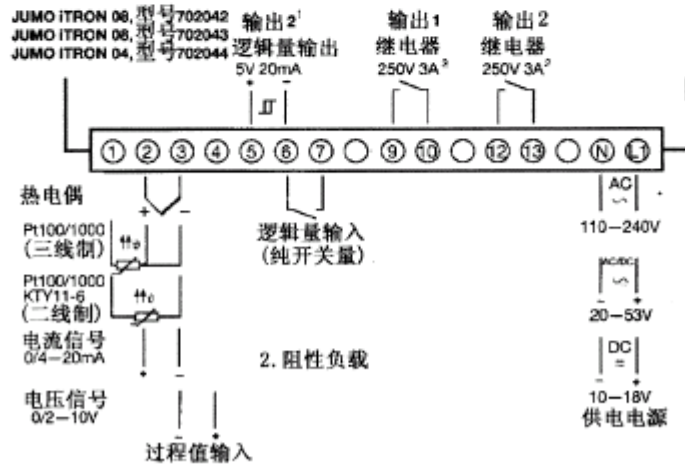 JUMO iTRON 08, 型号702042
JUMO iTRON 08, 型号702043
JUMO iTRON 04, 型号702044
输出2¹
逻辑量输出
5V 20mA
+ −
输出1
继电器
250V 3A³
输出2
继电器
250V 3A²
1 2 3 4 5 6 7 9 10 12 13 N L1
热电偶
+ −
Pt100/1000
(三线制)
Pt100/1000
KTY11-6
(二线制)
电流信号
0/4−20mA
+ −
电压信号
0/2−10V
− +
过程值输入
逻辑量输入
(纯开关量)
2.阻性负载
AC
~
110−240V
AC/DC
~
− +
20−53V
DC
=
− +
10−18V
供电电源